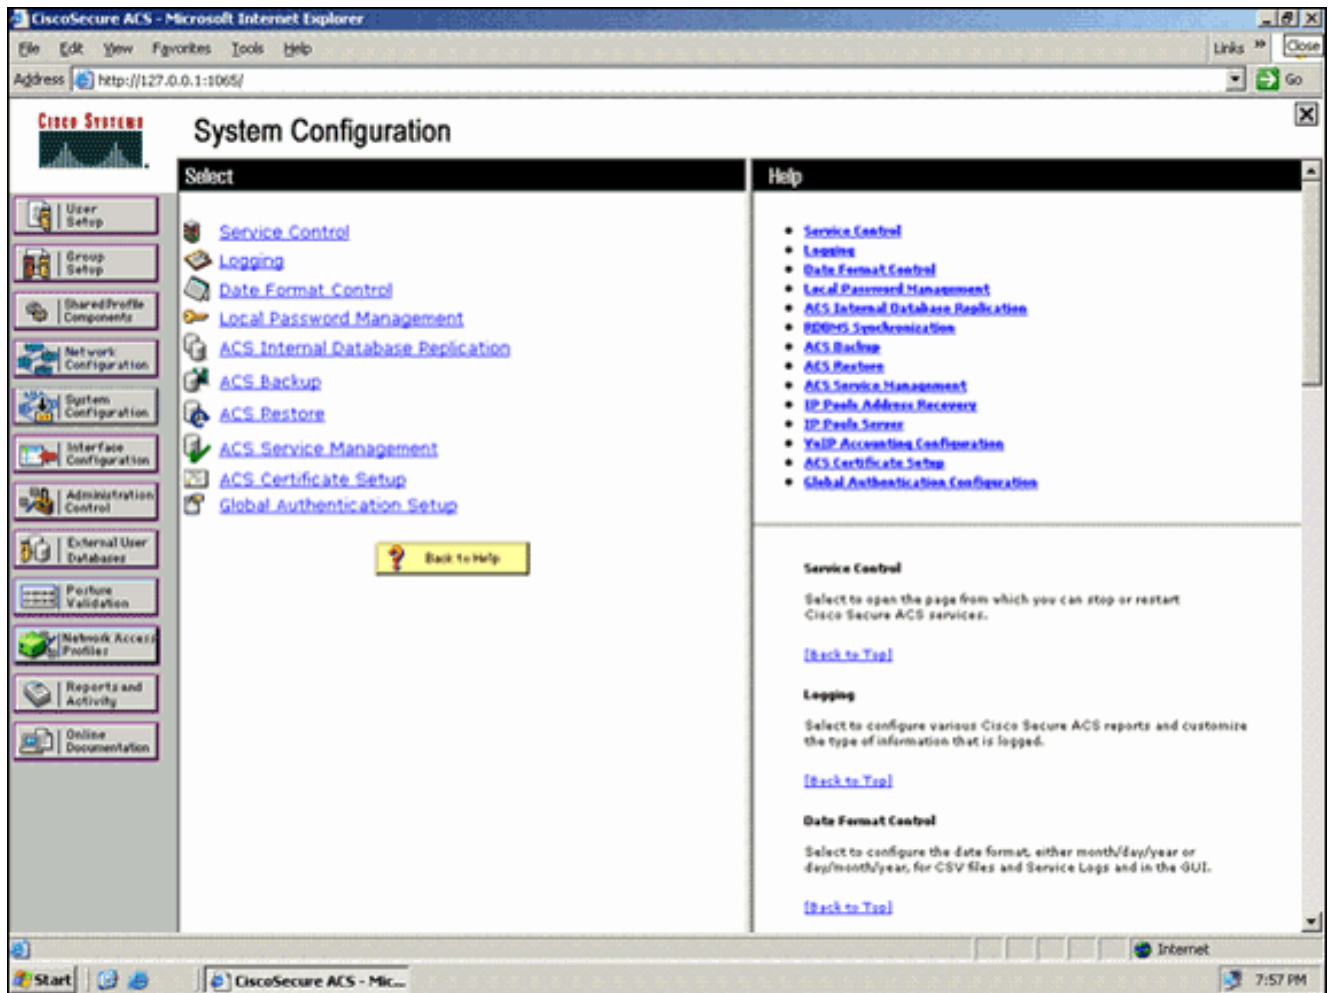 CiscoSecure ACS - Microsoft Internet Explorer
File Edit View Favorites Tools Help
Links »
Close
Address http://127.0.0.1:1065/
Go
CISCO SYSTEMS
System Configuration
Select
Help
User
Setup
Group
Setup
Shared Profile
Components
Network
Configuration
System
Configuration
Interface
Configuration
Administration
Control
External User
Databases
Posture
Validation
Network Access
Profiles
Reports and
Activity
Online
Documentation
Service Control
Logging
Date Format Control
Local Password Management
ACS Internal Database Replication
ACS Backup
ACS Restore
ACS Service Management
ACS Certificate Setup
Global Authentication Setup
Back to Help
Service Control
Logging
Date Format Control
Local Password Management
ACS Internal Database Replication
RDBMS Synchronization
ACS Backup
ACS Restore
ACS Service Managment
IP Pools Address Recovery
IP Pools Server
VoIP Accounting Configuration
ACS Certificate Setup
Global Authentication Configuration
Service Control
Select to open the page from which you can stop or restart
Cisco Secure ACS services.
[Back to Top]
Logging
Select to configure various Cisco Secure ACS reports and customize
the type of information that is logged.
[Back to Top]
Date Format Control
Select to configure the date format, either month/day/year or
day/month/year, for CSV files and Service Logs and in the GUI.
[Back to Top]
Internet
Start
CiscoSecure ACS - Mic...
7:57 PM